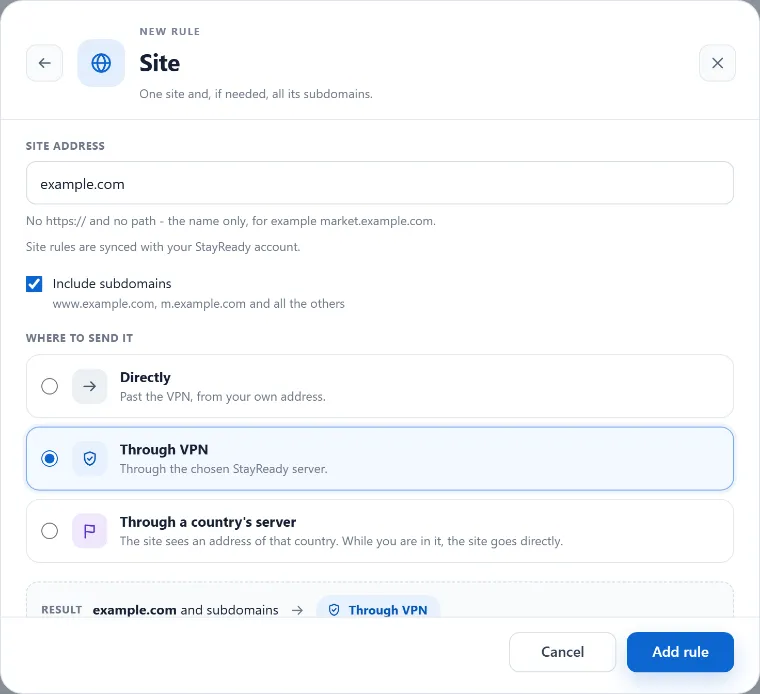 NEW RULE
Site
One site and, if needed, all its subdomains.
SITE ADDRESS
example.com
No https:// and no path - the name only, for example market.example.com.
Site rules are synced with your StayReady account.
Include subdomains
www.example.com, m.example.com and all the others
WHERE TO SEND IT
Directly
Past the VPN, from your own address.
Through VPN
Through the chosen StayReady server.
Through a country's server
The site sees an address of that country. While you are in it, the site goes directly.
RESULT example.com and subdomains → Through VPN
Cancel Add rule